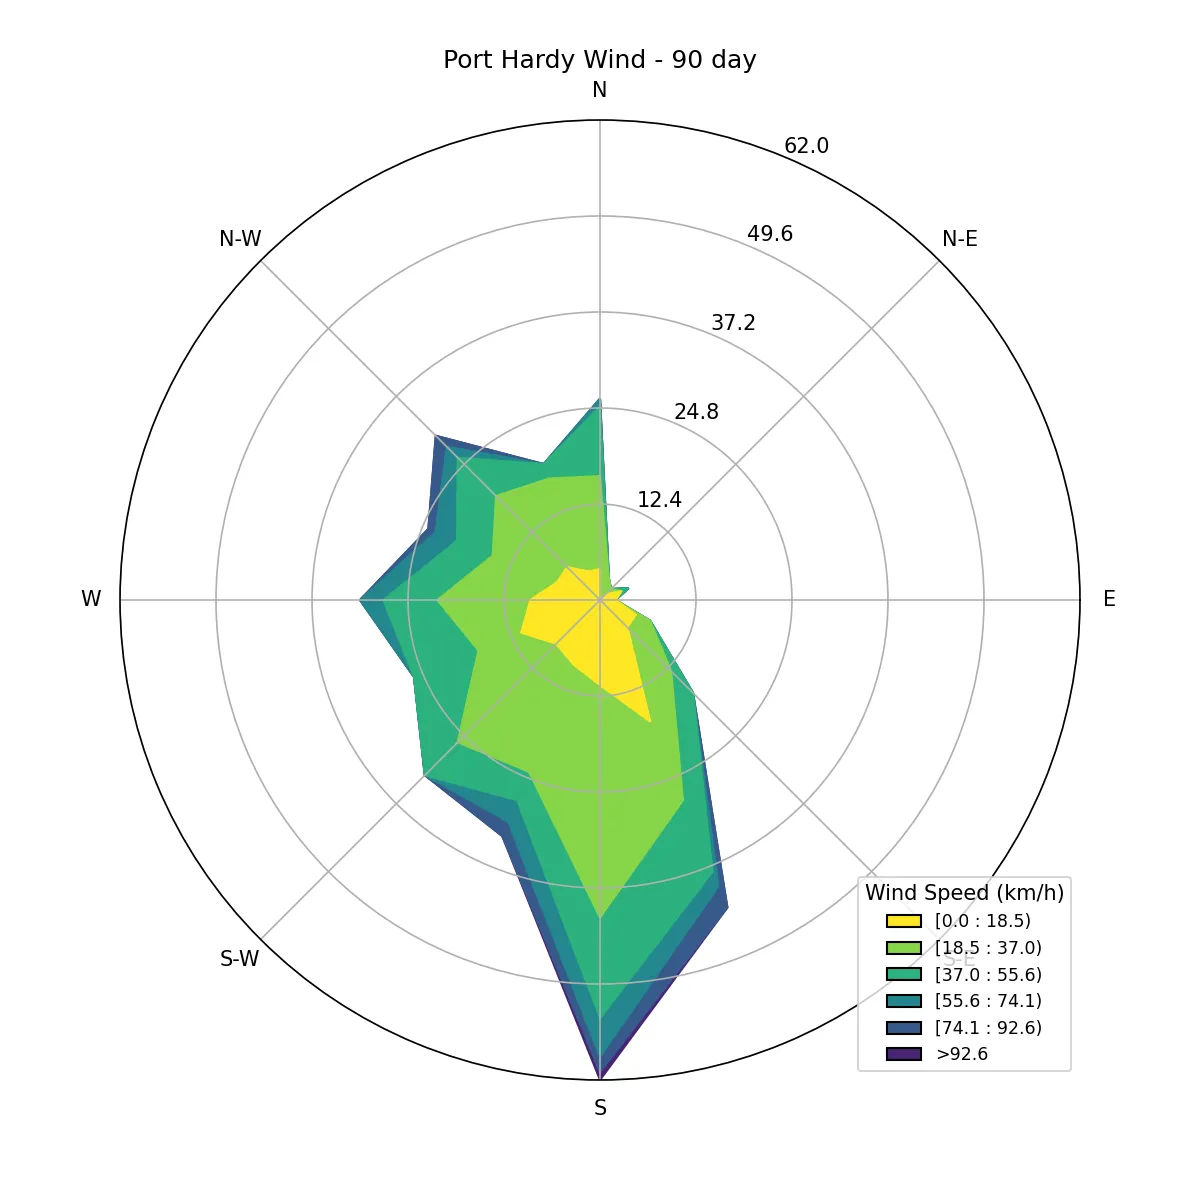 Port Hardy Wind - 90 day
N
62.0
N-W
49.6
N-E
37.2
24.8
12.4
W
E
S-W
S-E
S
Wind Speed (km/h)
[0.0 : 18.5)
[18.5 : 37.0)
[37.0 : 55.6)
[55.6 : 74.1)
[74.1 : 92.6)
>92.6